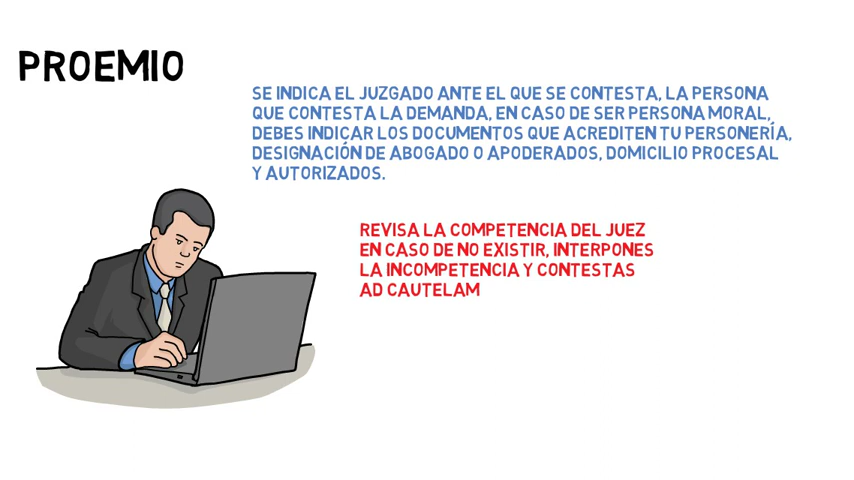 PROEMIO
SE INDICA EL JUZGADO ANTE EL QUE SE CONTESTA, LA PERSONA
QUE CONTESTA LA DEMANDA, EN CASO DE SER PERSONA MORAL,
DEBES INDICAR LOS DOCUMENTOS QUE ACREDITEN TU PERSONERÍA,
DESIGNACIÓN DE ABOGADO O APODERADOS, DOMICILIO PROCESAL
Y AUTORIZADOS.
REVISA LA COMPETENCIA DEL JUEZ
EN CASO DE NO EXISTIR, INTERPONES
LA INCOMPETENCIA Y CONTESTAS
AD CAUTELAM